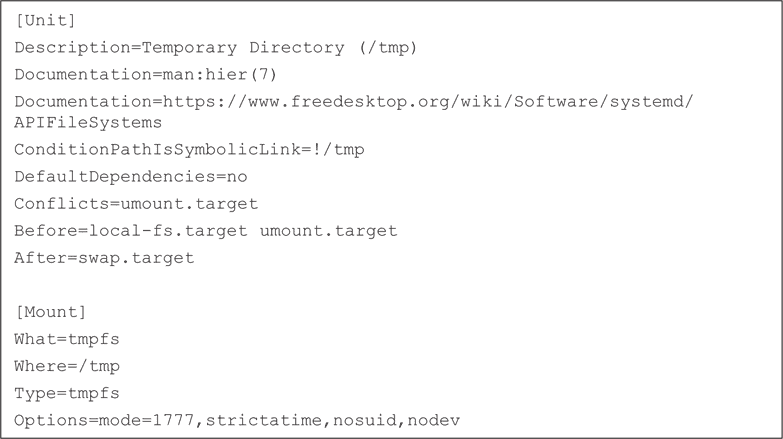 [Unit]
Description=Temporary Directory (/tmp)
Documentation=man:hier(7)
Documentation=https://www.freedesktop.org/wiki/Software/systemd/
APIFileSystems
ConditionPathIsSymbolicLink=!/tmp
DefaultDependencies=no
Conflicts=umount.target
Before=local-fs.target umount.target
After=swap.target

[Mount]
What=tmpfs
Where=/tmp
Type=tmpfs
Options=mode=1777,strictatime,nosuid,nodev